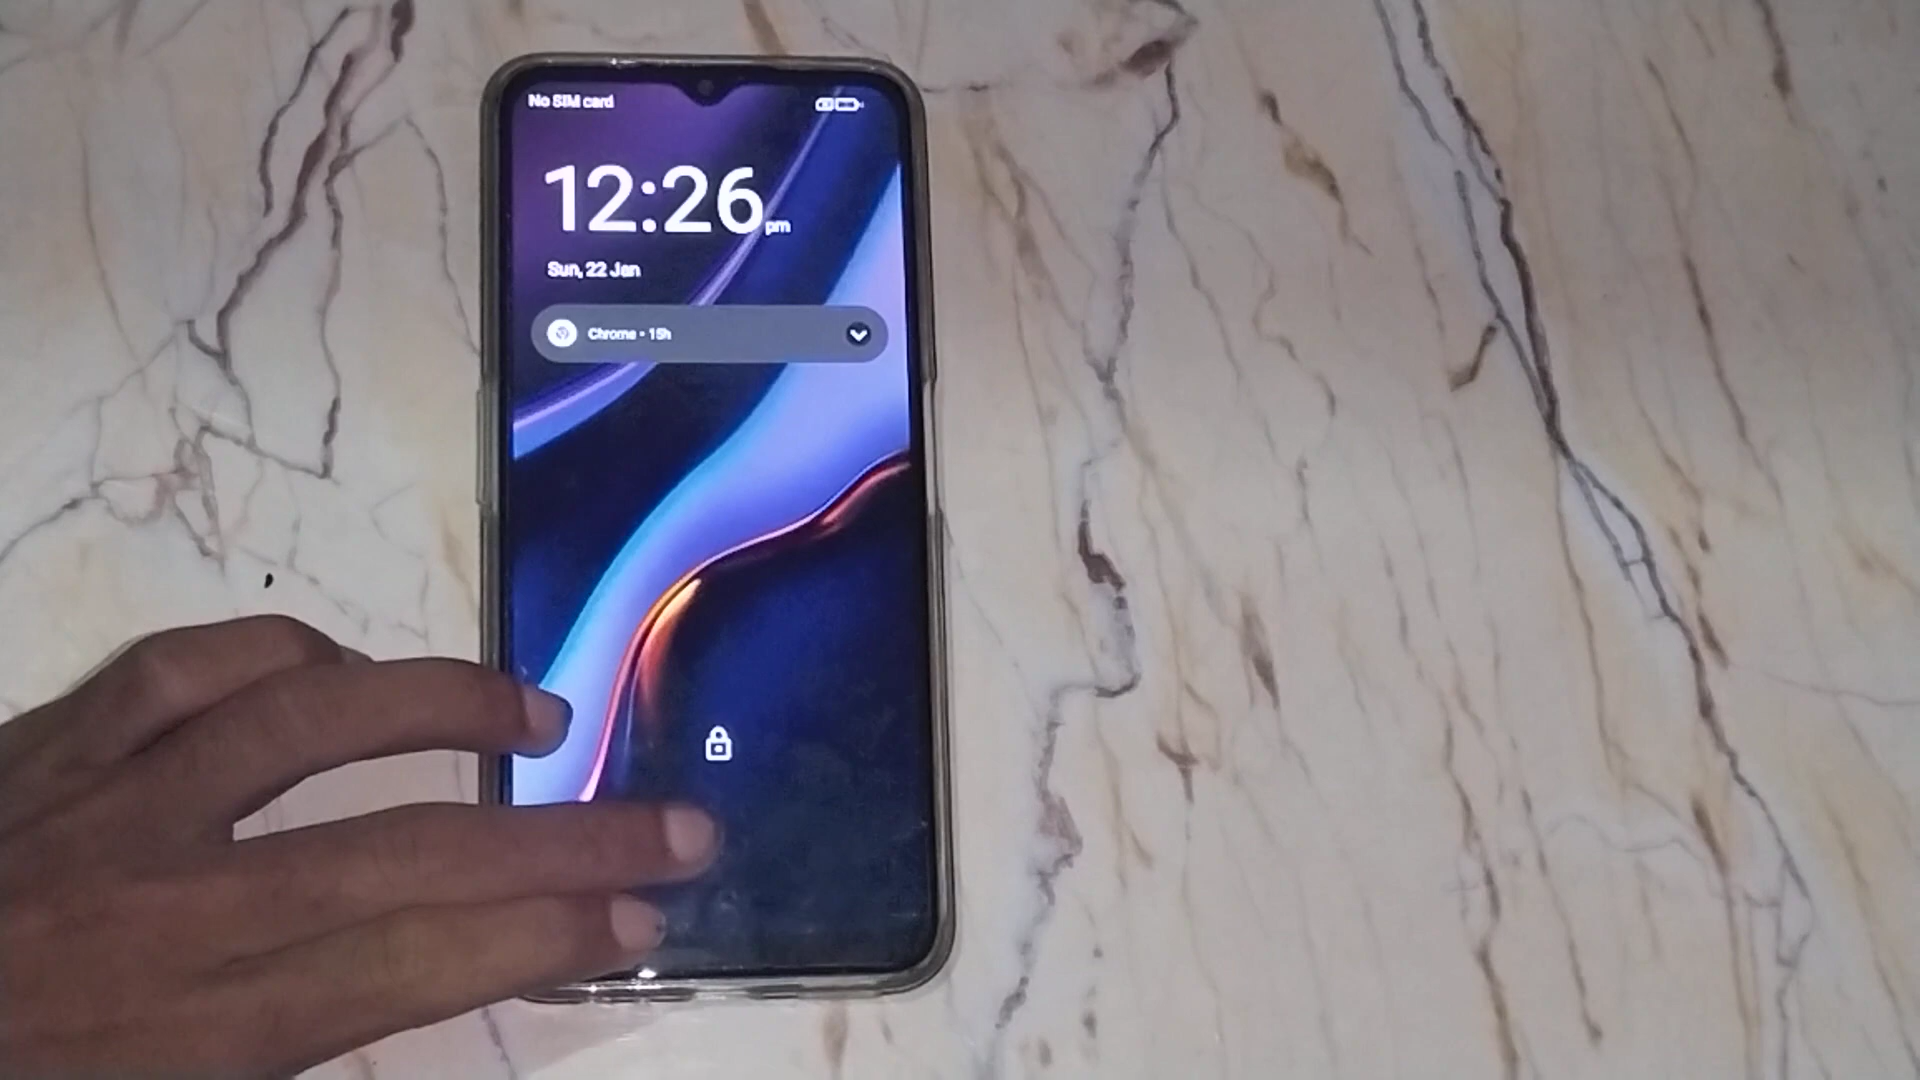 No SIM card
12:26 pm
Sun, 22 Jan
Chrome • 15h